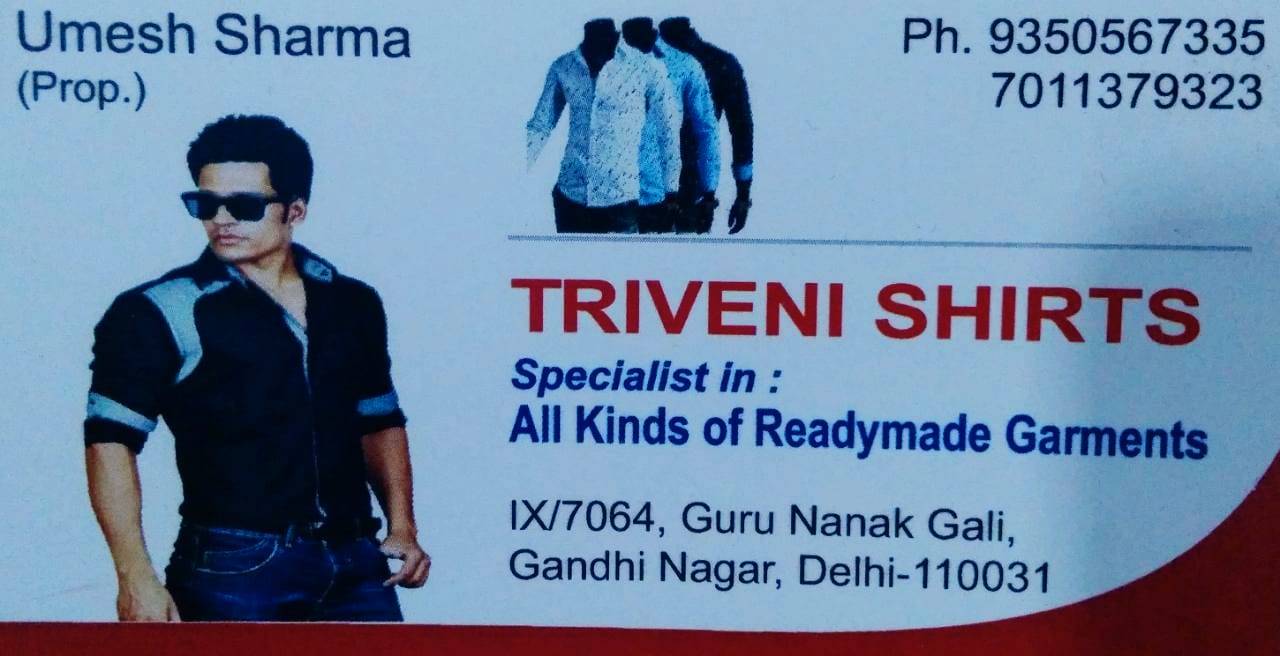 Umesh Sharma
(Prop.)
Ph. 9350567335
7011379323
TRIVENI SHIRTS
Specialist in :
All Kinds of Readymade Garments
IX/7064, Guru Nanak Gali,
Gandhi Nagar, Delhi-110031